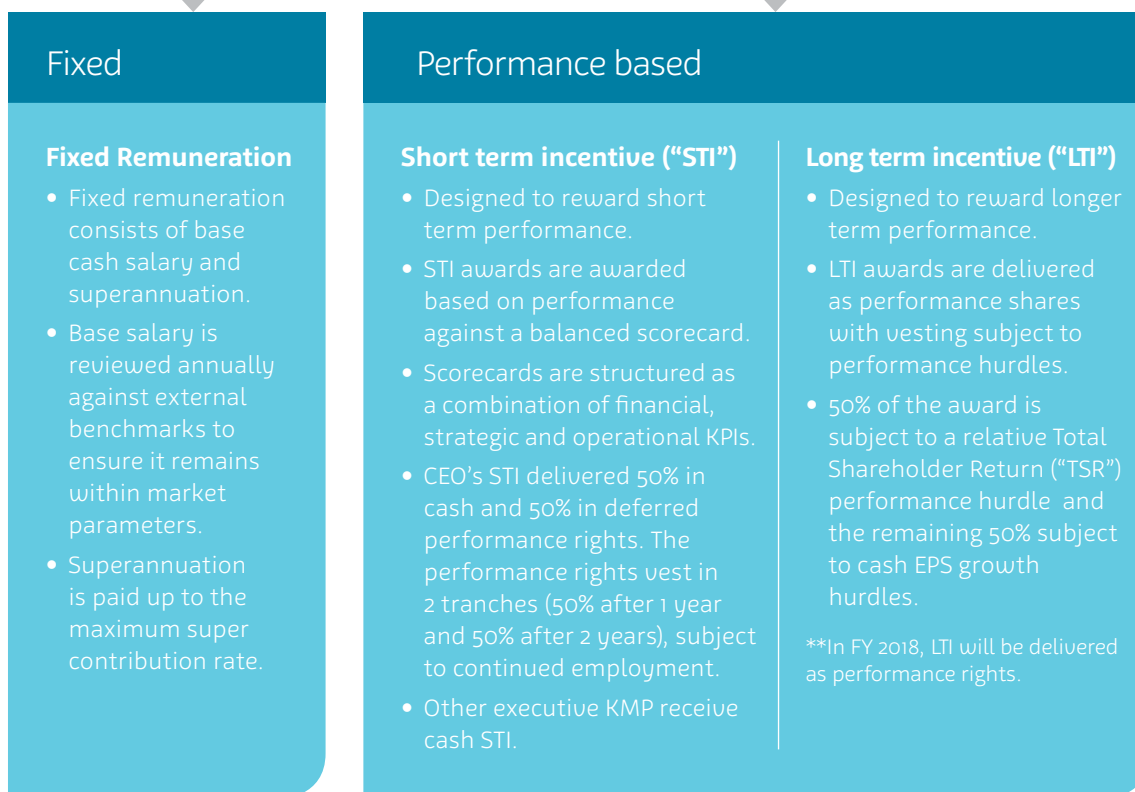 Fixed
Fixed Remuneration
• Fixed remuneration
consists of base
cash salary and
superannuation.
• Base salary is
reviewed annually
against external
benchmarks to
ensure it remains
within market
parameters.
• Superannuation
is paid up to the
maximum super
contribution rate.
Performance based
Short term incentive (“STI”)
• Designed to reward short
term performance.
• STI awards are awarded
based on performance
against a balanced scorecard.
• Scorecards are structured as
a combination of financial,
strategic and operational KPIs.
• CEO’s STI delivered 50% in
cash and 50% in deferred
performance rights. The
performance rights vest in
2 tranches (50% after 1 year
and 50% after 2 years), subject
to continued employment.
• Other executive KMP receive
cash STI.
Long term incentive (“LTI”)
• Designed to reward longer
term performance.
• LTI awards are delivered
as performance shares
with vesting subject to
performance hurdles.
• 50% of the award is
subject to a relative Total
Shareholder Return (“TSR”)
performance hurdle and
the remaining 50% subject
to cash EPS growth
hurdles.
**In FY 2018, LTI will be delivered
as performance rights.